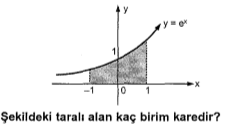 y
y = eˣ
1
-1 0 1 x
Şekildeki taralı alan kaç birim karedir?